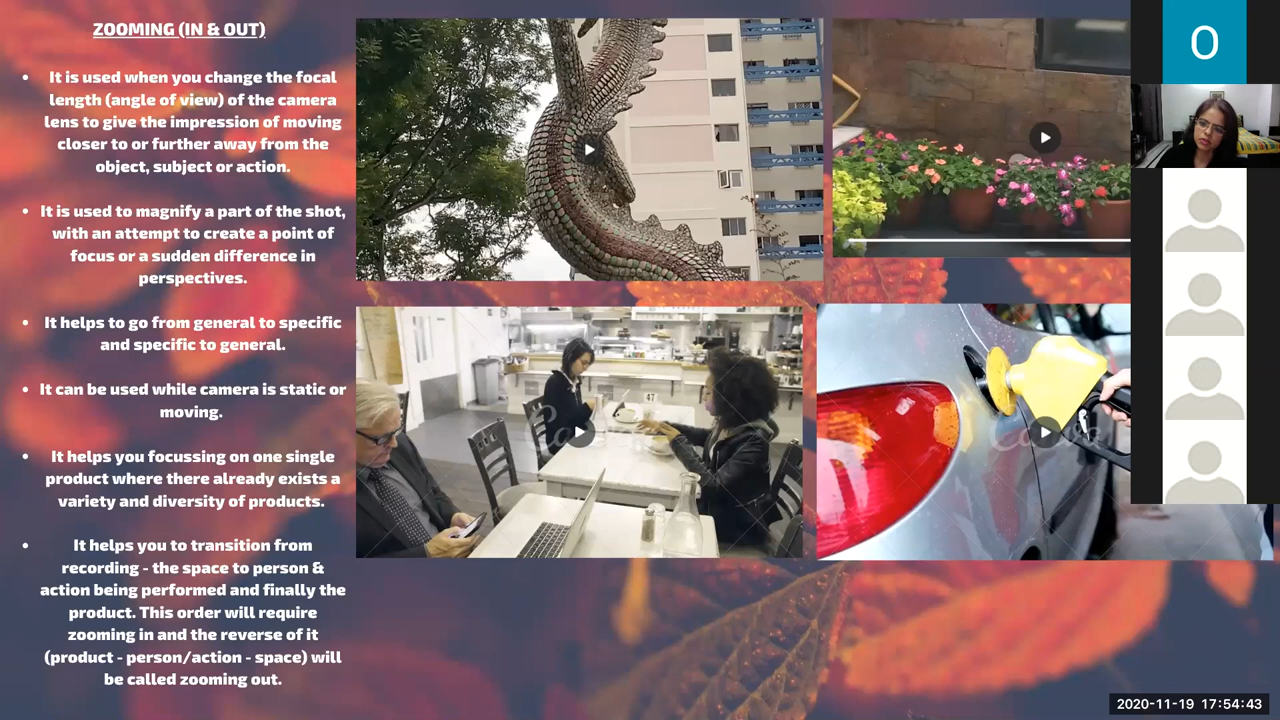 ZOOMING (IN & OUT)
• It is used when you change the focal
length (angle of view) of the camera
lens to give the impression of moving
closer to or further away from the
object, subject or action.
• It is used to magnify a part of the shot,
with an attempt to create a point of
focus or a sudden difference in
perspectives.
• It helps to go from general to specific
and specific to general.
• It can be used while camera is static or
moving.
• It helps you focussing on one single
product where there already exists a
variety and diversity of products.
• It helps you to transition from
recording - the space to person &
action being performed and finally the
product. This order will require
zooming in and the reverse of it
(product - person/action - space) will
be called zooming out.
47
O
2020-11-19 17:54:43